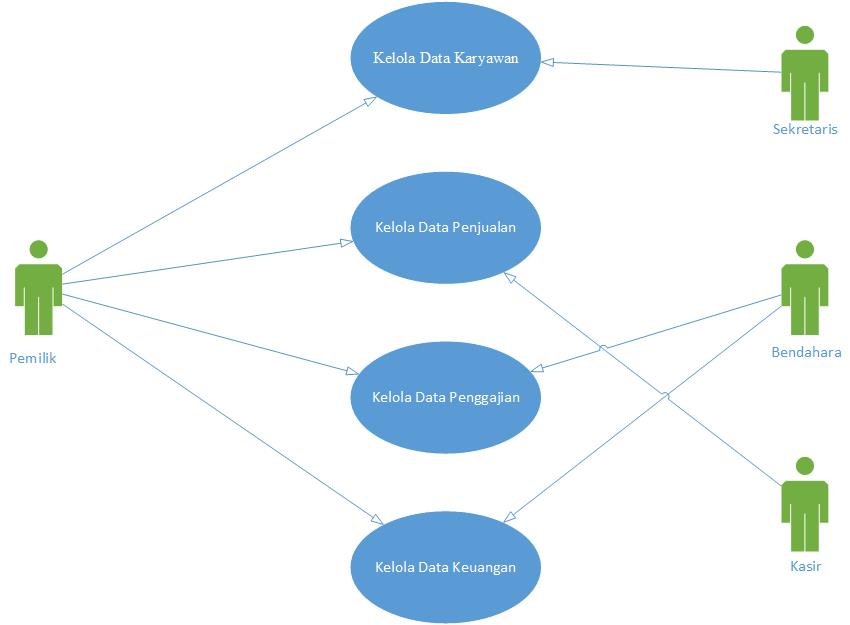 Kelola Data Karyawan
Sekretaris
Kelola Data Penjualan
Pemilik
Bendahara
Kelola Data Penggajian
Kasir
Kelola Data Keuangan